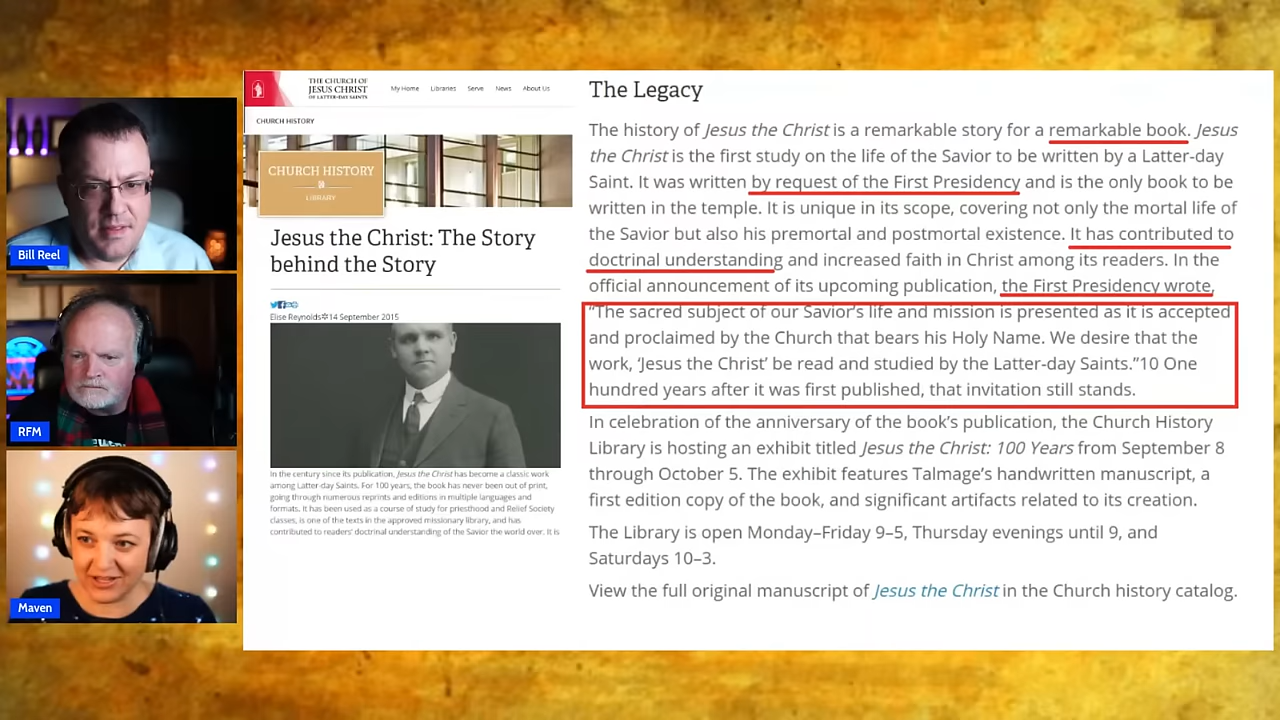 THE CHURCH OF
JESUS CHRIST
OF LATTER-DAY SAINTS
My Home Libraries Serve News About Us
CHURCH HISTORY
CHURCH HISTORY
LIBRARY
Jesus the Christ: The Story
behind the Story
Elise Reynolds 14 September 2015
In the century since its publication, Jesus the Christ has become a classic work
among Latter-day Saints. For 100 years, the book has never been out of print,
going through numerous reprints and editions in multiple languages and
formats. It has been used as a course of study for priesthood and Relief Society
classes, is one of the texts in the approved missionary library, and has
contributed to readers' doctrinal understanding of the Savior the world over. It is
The Legacy
The history of Jesus the Christ is a remarkable story for a remarkable book. Jesus
the Christ is the first study on the life of the Savior to be written by a Latter-day
Saint. It was written by request of the First Presidency and is the only book to be
written in the temple. It is unique in its scope, covering not only the mortal life of
the Savior but also his premortal and postmortal existence. It has contributed to
doctrinal understanding and increased faith in Christ among its readers. In the
official announcement of its upcoming publication, the First Presidency wrote,
“The sacred subject of our Savior’s life and mission is presented as it is accepted
and proclaimed by the Church that bears his Holy Name. We desire that the
work, ‘Jesus the Christ’ be read and studied by the Latter-day Saints.”10 One
hundred years after it was first published, that invitation still stands.
In celebration of the anniversary of the book’s publication, the Church History
Library is hosting an exhibit titled Jesus the Christ: 100 Years from September 8
through October 5. The exhibit features Talmage’s handwritten manuscript, a
first edition copy of the book, and significant artifacts related to its creation.
The Library is open Monday–Friday 9–5, Thursday evenings until 9, and
Saturdays 10–3.
View the full original manuscript of Jesus the Christ in the Church history catalog.
Bill Reel
RFM
Maven